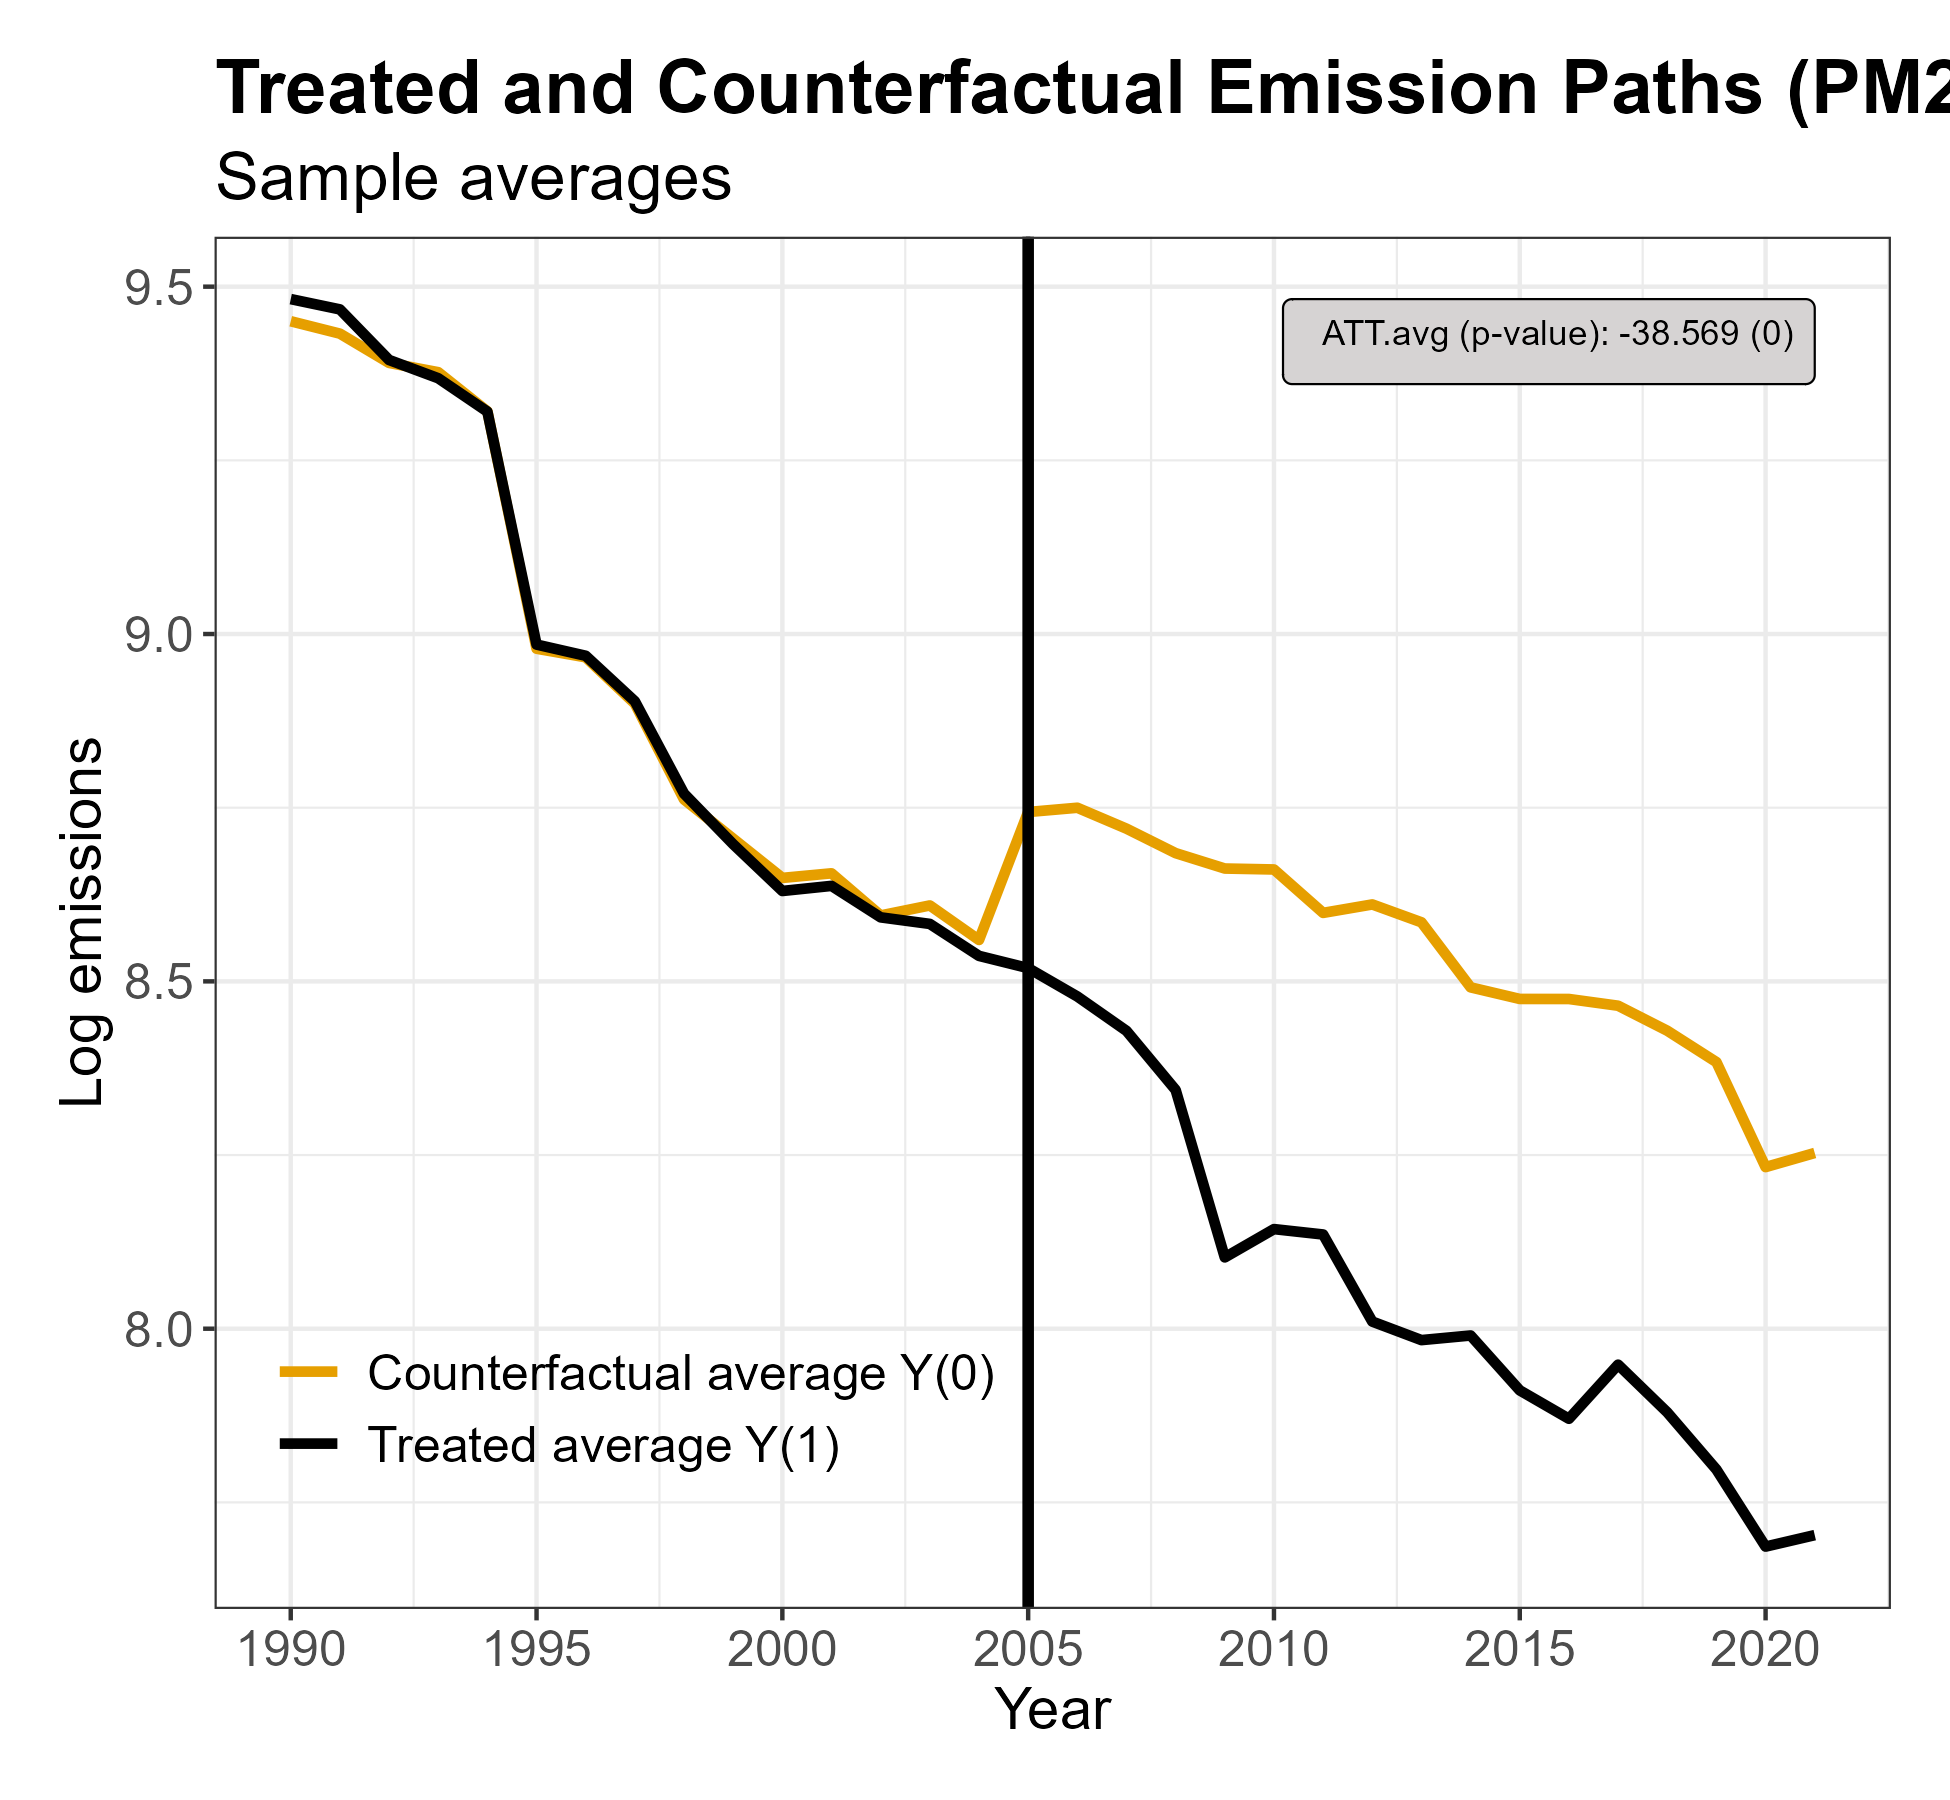 Treated and Counterfactual Emission Paths (PM2
Sample averages
9.5
9.0
8.5
8.0
Log emissions
ATT.avg (p-value): -38.569 (0)
Counterfactual average Y(0)
Treated average Y(1)
1990 1995 2000 2005 2010 2015 2020
Year